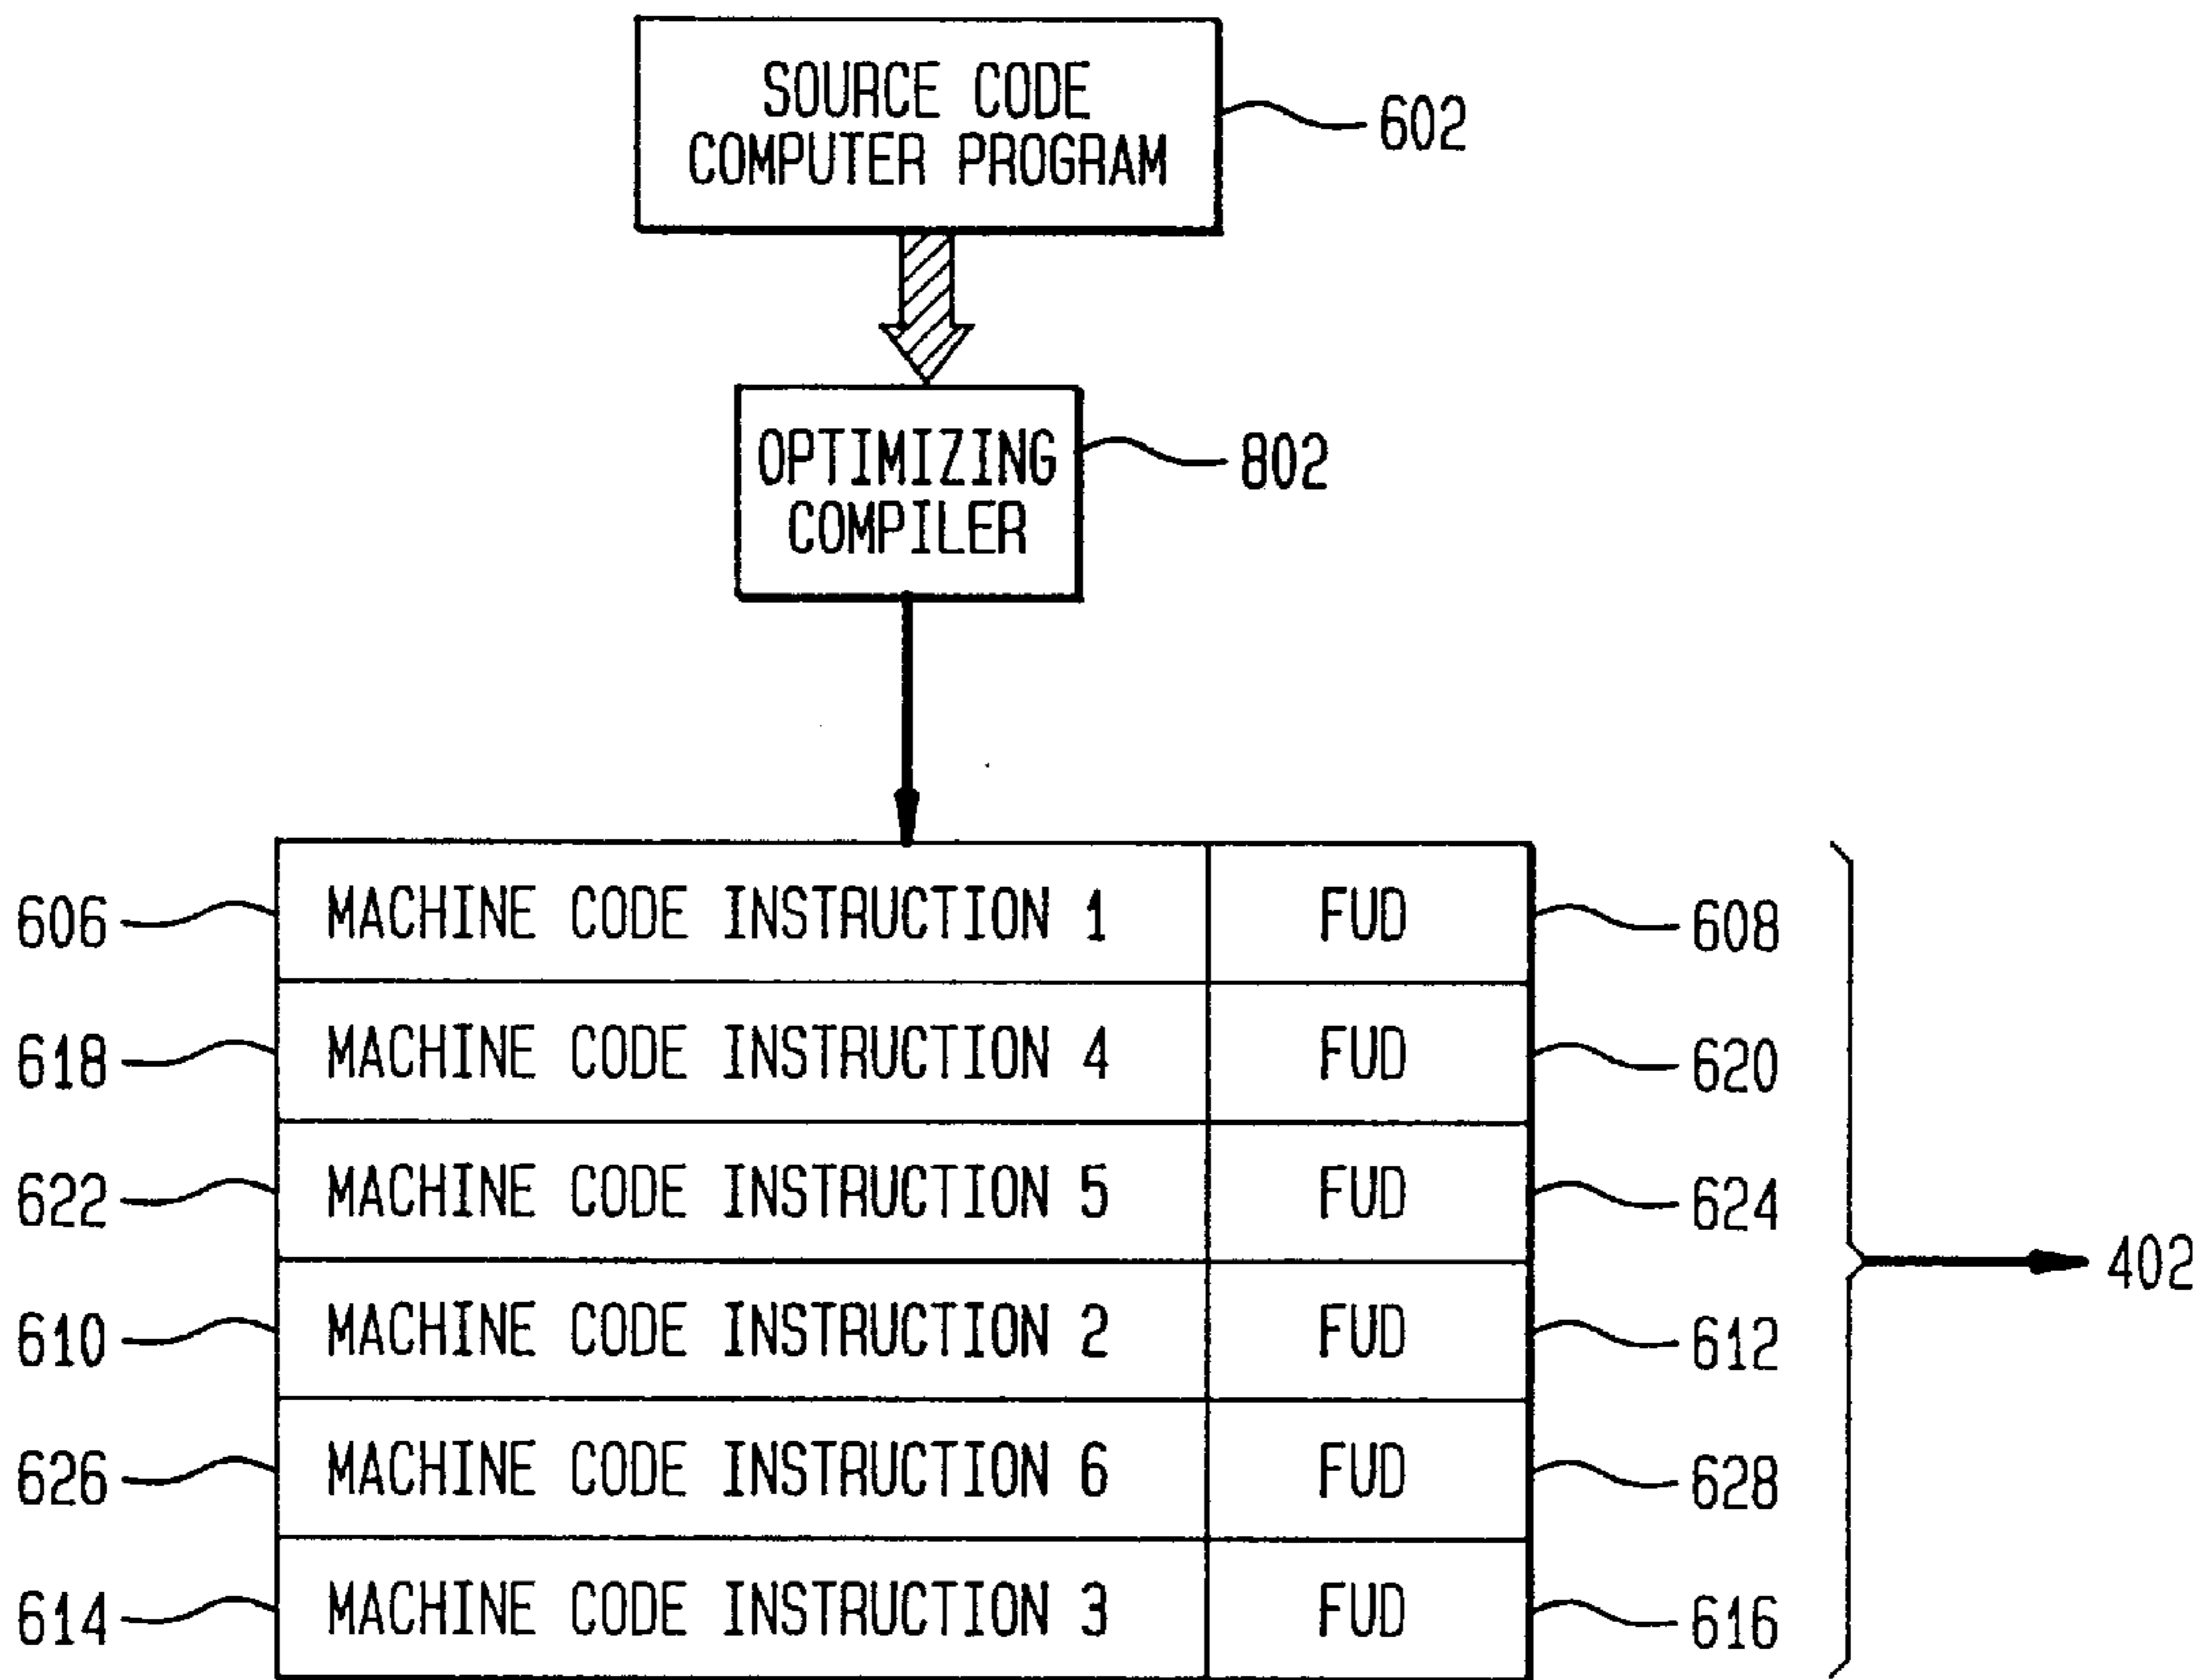 SOURCE CODE
COMPUTER PROGRAM
602
OPTIMIZING
COMPILER
802
606 MACHINE CODE INSTRUCTION 1 FUD 608
618 MACHINE CODE INSTRUCTION 4 FUD 620
622 MACHINE CODE INSTRUCTION 5 FUD 624
402
610 MACHINE CODE INSTRUCTION 2 FUD 612
626 MACHINE CODE INSTRUCTION 6 FUD 628
614 MACHINE CODE INSTRUCTION 3 FUD 616